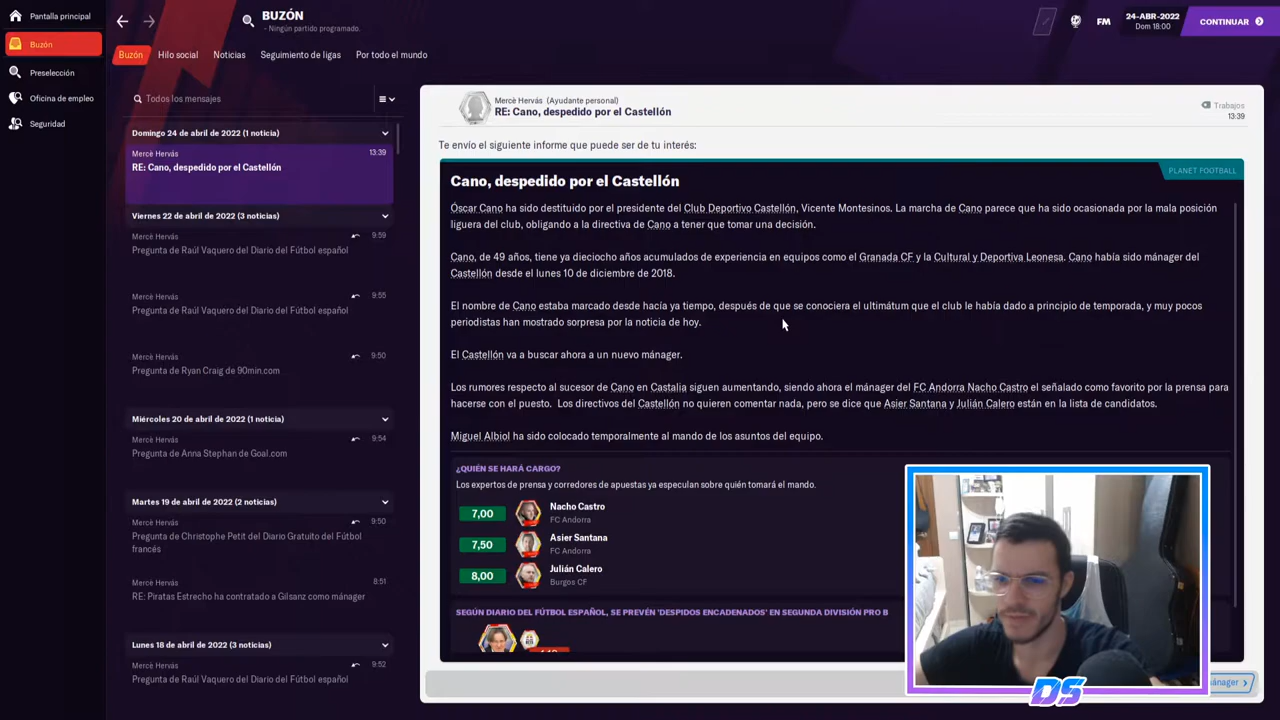 Pantalla principal
Buzón
Preselección
Oficina de empleo
Seguridad
BUZÓN
- Ningún partido programado.
FM
24-ABR-2022
Dom 18:00
CONTINUAR
Buzón
Hilo social
Noticias
Seguimiento de ligas
Por todo el mundo
Todos los mensajes
Domingo 24 de abril de 2022 (1 noticia)
Mercè Hervás
13:39
RE: Cano, despedido por el Castellón
Viernes 22 de abril de 2022 (3 noticias)
Mercè Hervás
9:59
Pregunta de Raúl Vaquero del Diario del Fútbol español
Mercè Hervás
9:55
Pregunta de Raúl Vaquero del Diario del Fútbol español
Mercè Hervás
9:50
Pregunta de Ryan Craig de 90min.com
Miércoles 20 de abril de 2022 (1 noticia)
Mercè Hervás
9:54
Pregunta de Anna Stephan de Goal.com
Martes 19 de abril de 2022 (2 noticias)
Mercè Hervás
9:50
Pregunta de Christophe Petit del Diario Gratuito del Fútbol
francés
Mercè Hervás
8:51
RE: Piratas Estrecho ha contratado a Gilsanz como mánager
Lunes 18 de abril de 2022 (3 noticias)
Mercè Hervás
9:52
Pregunta de Raúl Vaquero del Diario del Fútbol español
Mercè Hervás (Ayudante personal)
RE: Cano, despedido por el Castellón
Trabajos
13:39
Te envío el siguiente informe que puede ser de tu interés:
PLANET FOOTBALL
Cano, despedido por el Castellón
Óscar Cano ha sido destituido por el presidente del Club Deportivo Castellón, Vicente Montesinos. La marcha de Cano parece que ha sido ocasionada por la mala posición
liguera del club, obligando a la directiva de Cano a tener que tomar una decisión.
Cano, de 49 años, tiene ya dieciocho años acumulados de experiencia en equipos como el Granada CF y la Cultural y Deportiva Leonesa. Cano había sido mánager del
Castellón desde el lunes 10 de diciembre de 2018.
El nombre de Cano estaba marcado desde hacía ya tiempo, después de que se conociera el ultimátum que el club le había dado a principio de temporada, y muy pocos
periodistas han mostrado sorpresa por la noticia de hoy.
El Castellón va a buscar ahora a un nuevo mánager.
Los rumores respecto al sucesor de Cano en Castalia siguen aumentando, siendo ahora el mánager del FC Andorra Nacho Castro el señalado como favorito por la prensa para
hacerse con el puesto. Los directivos del Castellón no quieren comentar nada, pero se dice que Asier Santana y Julián Calero están en la lista de candidatos.
Miguel Albiol ha sido colocado temporalmente al mando de los asuntos del equipo.
¿QUIÉN SE HARÁ CARGO?
Los expertos de prensa y corredores de apuestas ya especulan sobre quién tomará el mando.
7,00
Nacho Castro
FC Andorra
7,50
Asier Santana
FC Andorra
8,00
Julián Calero
Burgos CF
SEGÚN DIARIO DEL FÚTBOL ESPAÑOL, SE PREVÉN 'DESPIDOS ENCADENADOS' EN SEGUNDA DIVISIÓN PRO B
DS